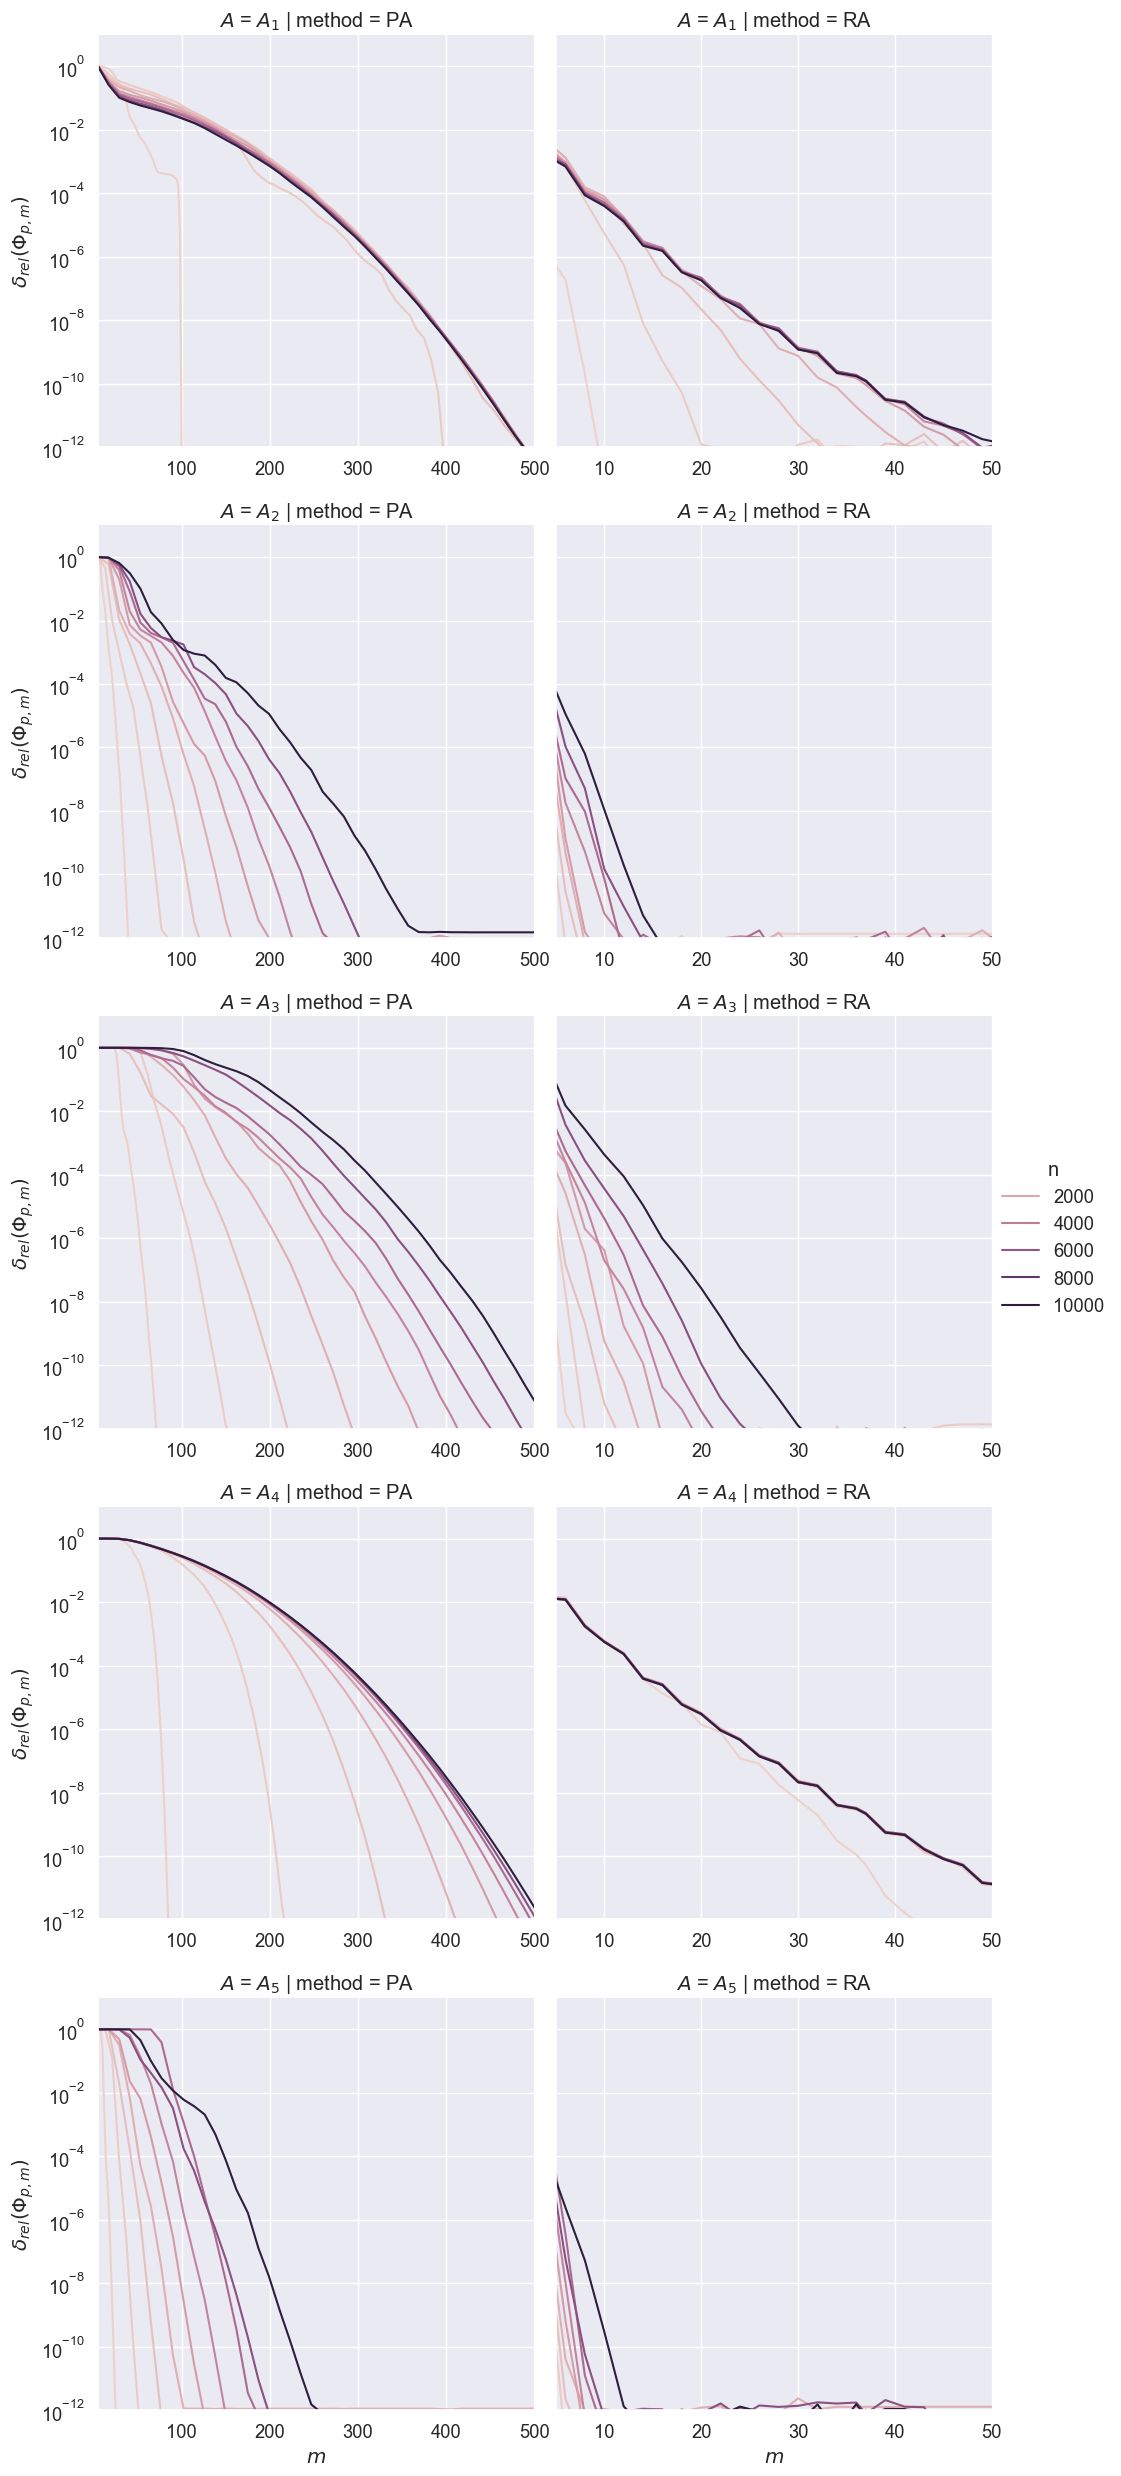 A = A₁ | method = PA
A = A₁ | method = RA
10⁰
10⁻²
10⁻⁴
10⁻⁶
10⁻⁸
10⁻¹⁰
10⁻¹²
δ_rel(Φ_p,m)
100 200 300 400 500
10 20 30 40 50
A = A₂ | method = PA
A = A₂ | method = RA
10⁰
10⁻²
10⁻⁴
10⁻⁶
10⁻⁸
10⁻¹⁰
10⁻¹²
δ_rel(Φ_p,m)
100 200 300 400 500
10 20 30 40 50
A = A₃ | method = PA
A = A₃ | method = RA
10⁰
10⁻²
10⁻⁴
10⁻⁶
10⁻⁸
10⁻¹⁰
10⁻¹²
δ_rel(Φ_p,m)
100 200 300 400 500
10 20 30 40 50
n
2000
4000
6000
8000
10000
A = A₄ | method = PA
A = A₄ | method = RA
10⁰
10⁻²
10⁻⁴
10⁻⁶
10⁻⁸
10⁻¹⁰
10⁻¹²
δ_rel(Φ_p,m)
100 200 300 400 500
10 20 30 40 50
A = A₅ | method = PA
A = A₅ | method = RA
10⁰
10⁻²
10⁻⁴
10⁻⁶
10⁻⁸
10⁻¹⁰
10⁻¹²
δ_rel(Φ_p,m)
100 200 300 400 500
10 20 30 40 50
m
m